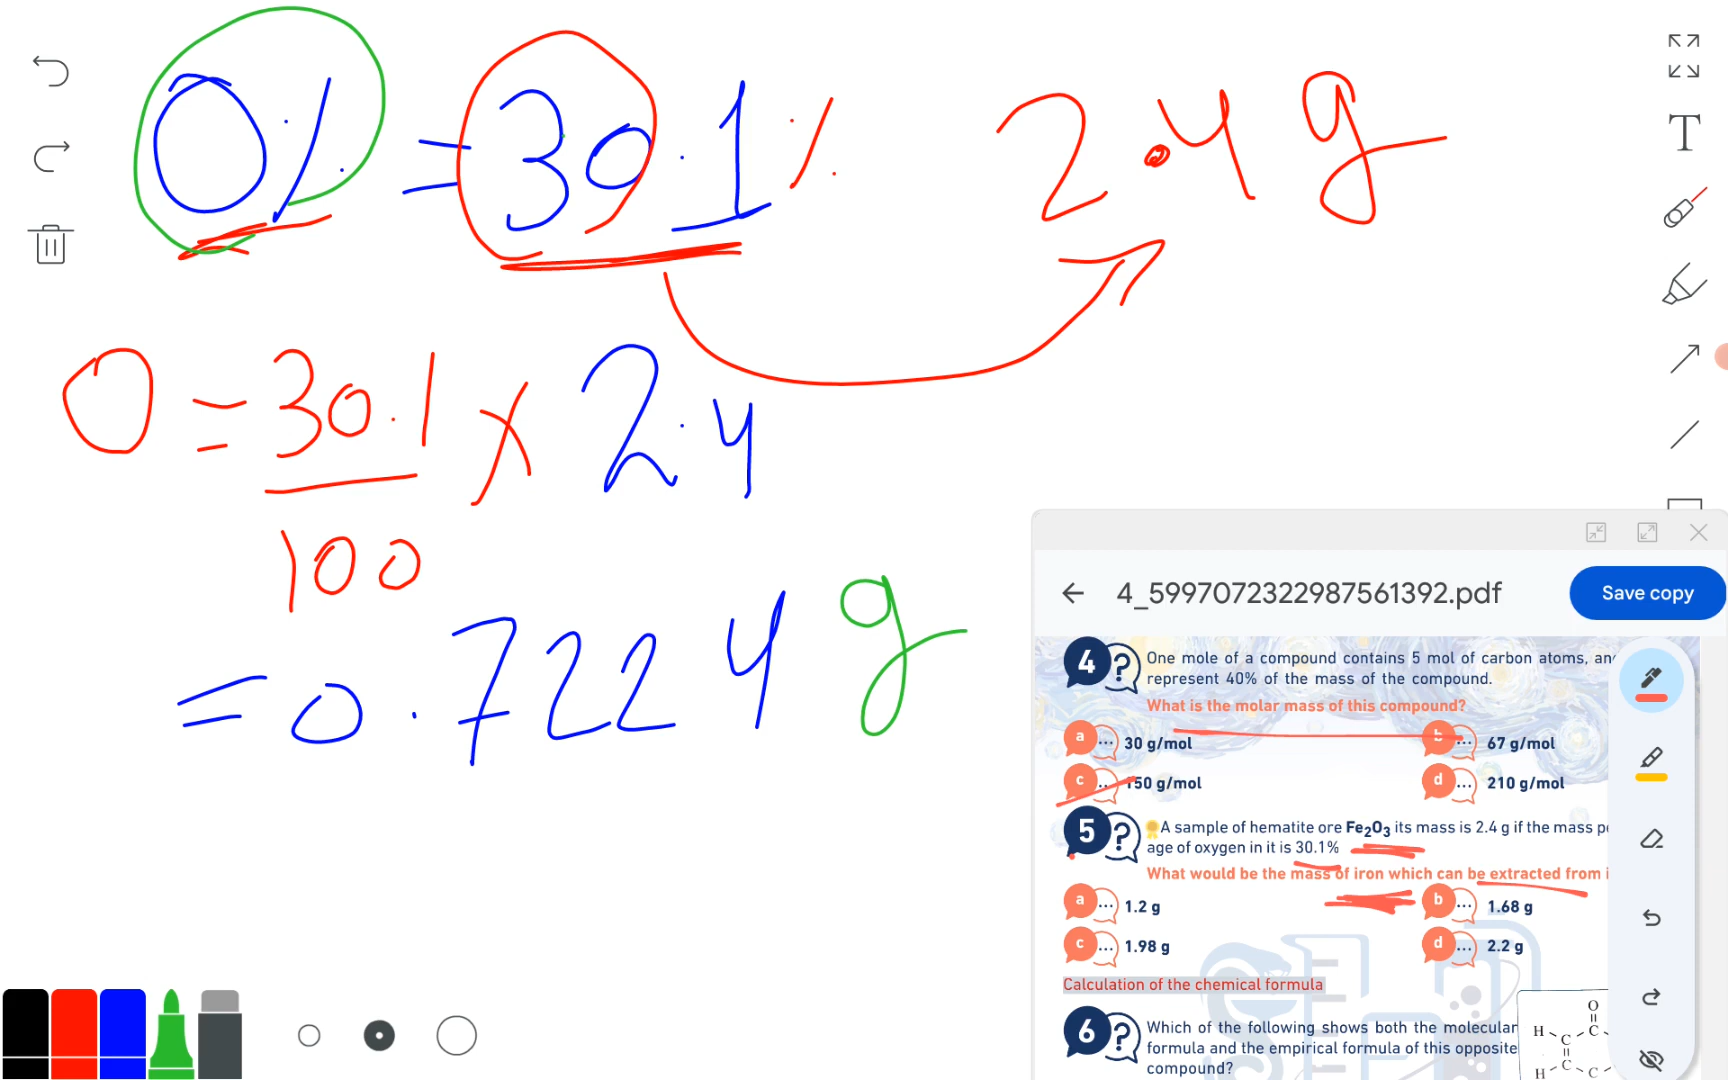 O% = 30.1% 2.4 g
O = 30.1 × 2.4
100
= 0.7224 g
T
4_5997072322987561392.pdf
Save copy
4 ? One mole of a compound contains 5 mol of carbon atoms, an
represent 40% of the mass of the compound.
What is the molar mass of this compound?
a ... 30 g/mol
b ... 67 g/mol
c ... 150 g/mol
d ... 210 g/mol
5 ? A sample of hematite ore Fe₂O₃ its mass is 2.4 g if the mass p
age of oxygen in it is 30.1%
What would be the mass of iron which can be extracted from i
a ... 1.2 g
b ... 1.68 g
c ... 1.98 g
d ... 2.2 g
Calculation of the chemical formula
6 ? Which of the following shows both the molecular
formula and the empirical formula of this opposite
compound?
O
H C
C
H C C